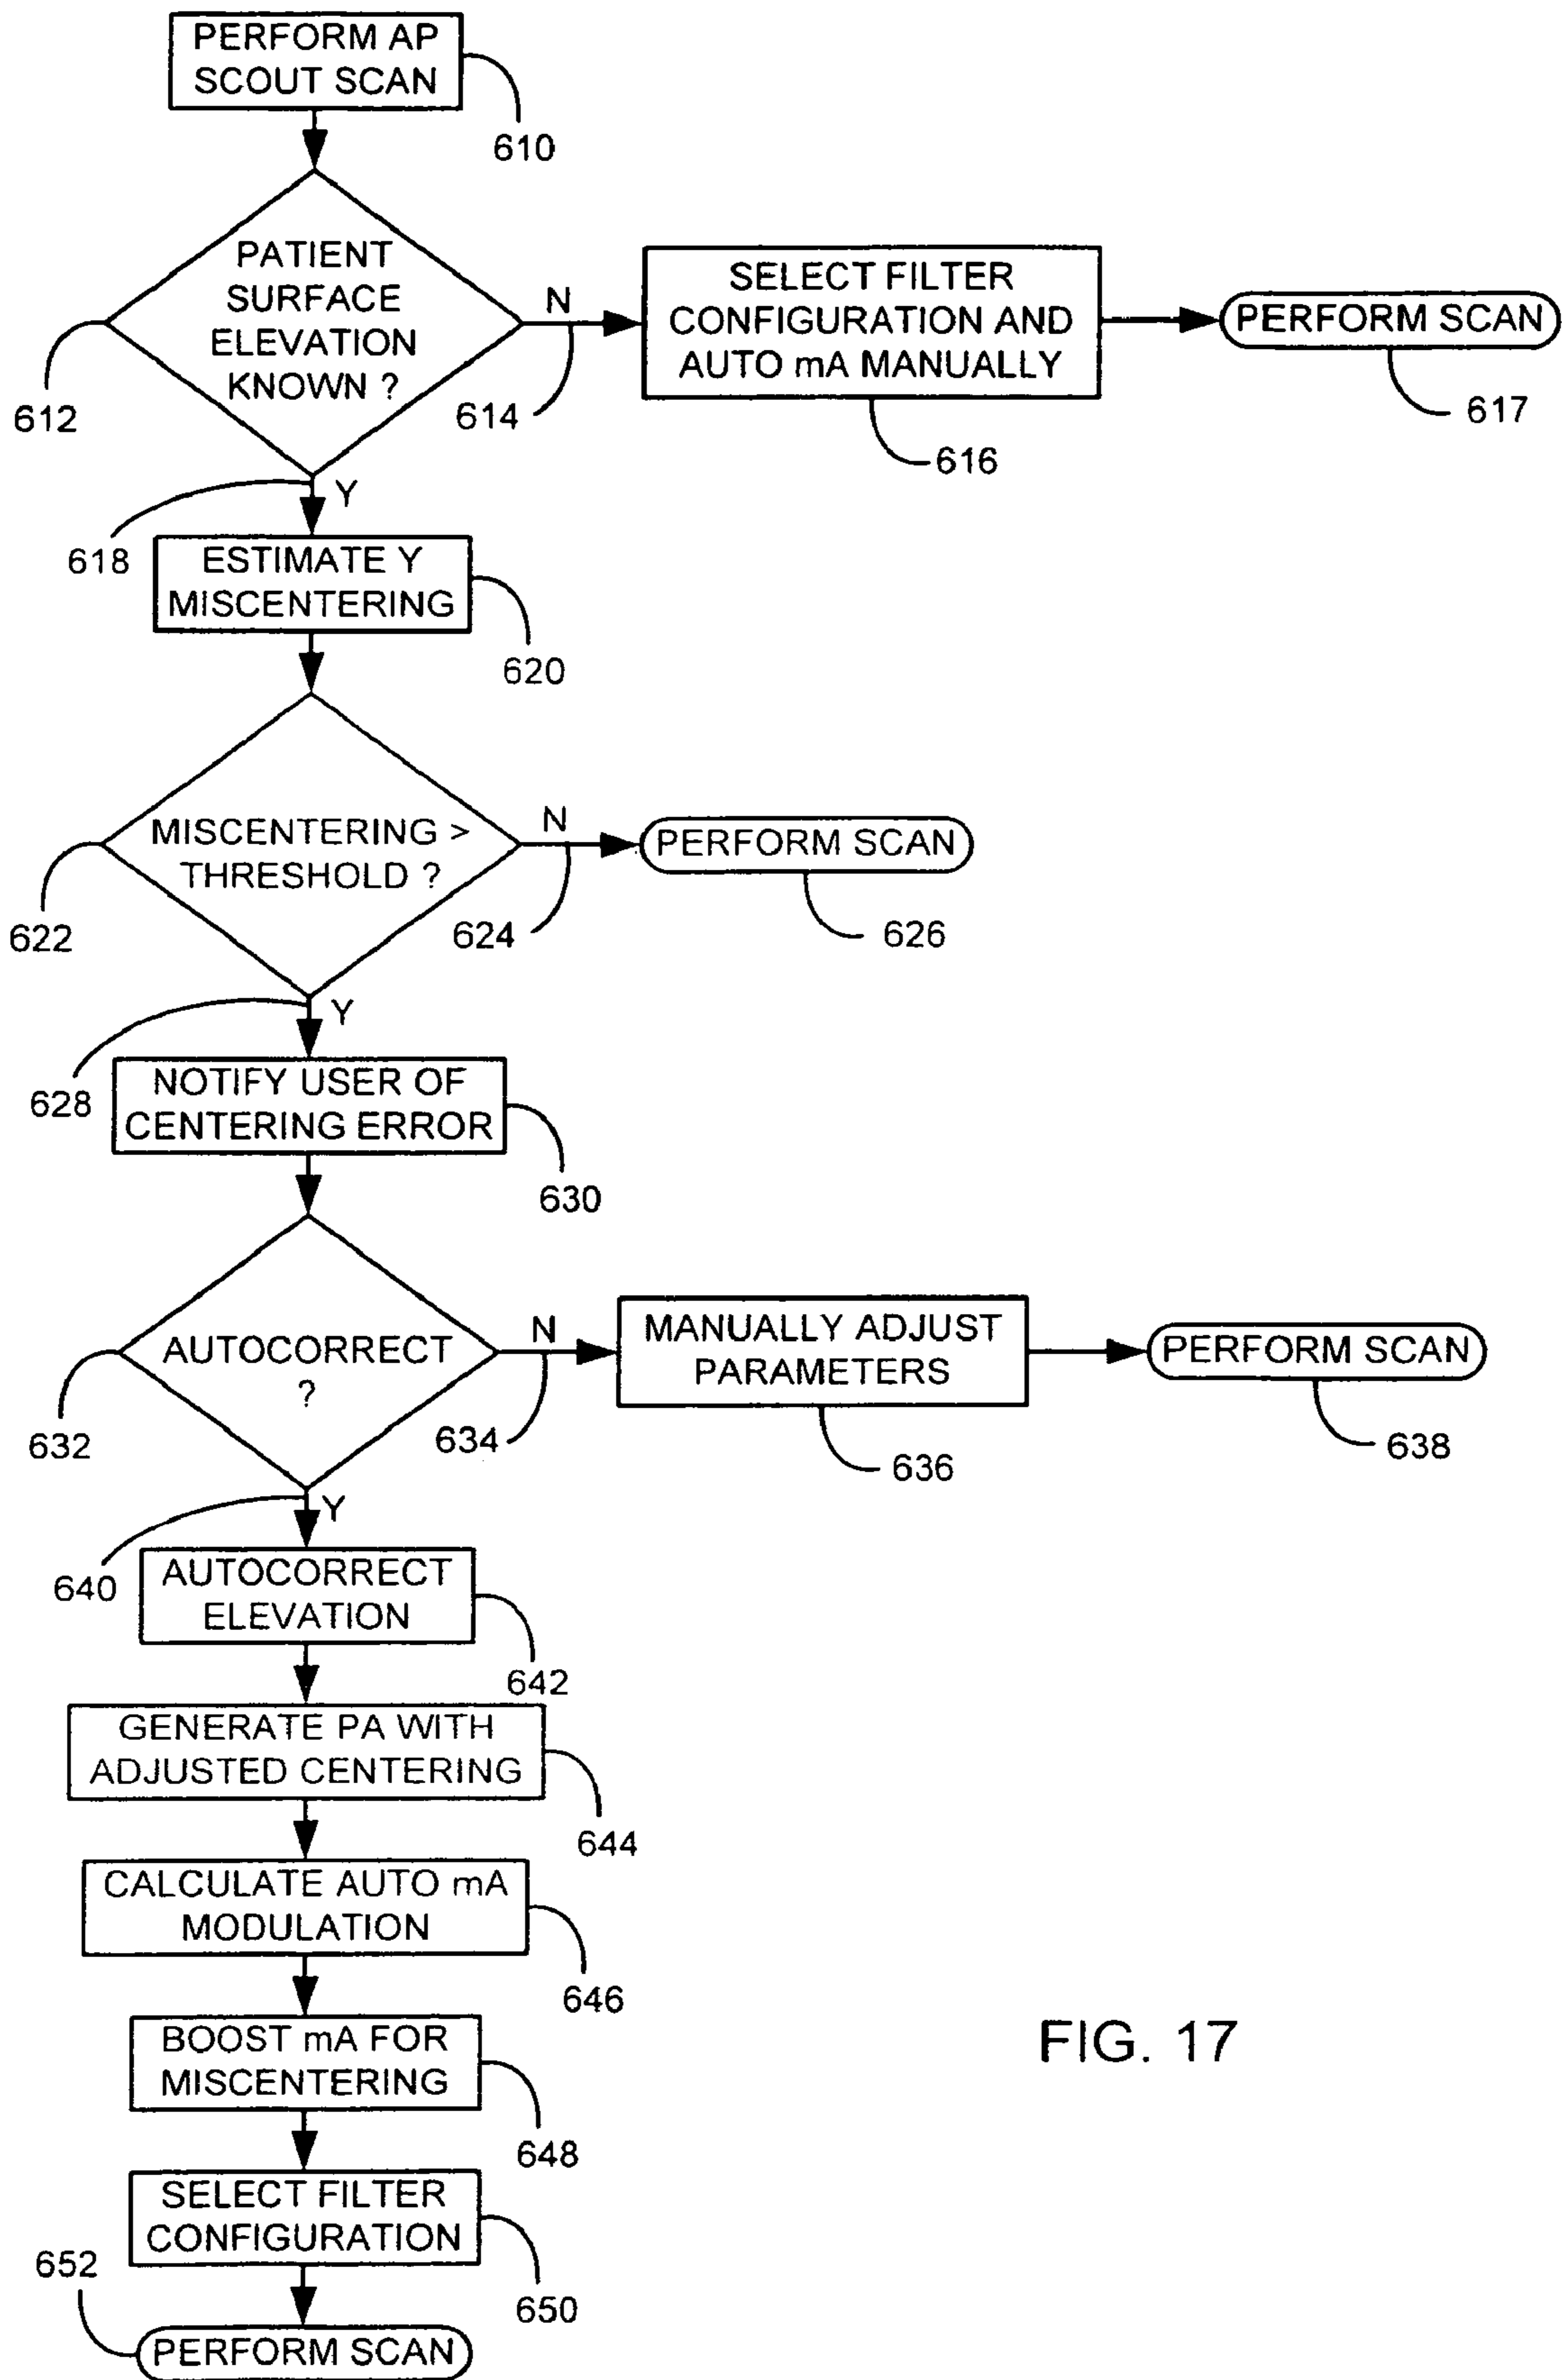 PERFORM AP
SCOUT SCAN
610
PATIENT
SURFACE
ELEVATION
KNOWN ?
612
N
614
SELECT FILTER
CONFIGURATION AND
AUTO mA MANUALLY
616
PERFORM SCAN
617
Y
618
ESTIMATE Y
MISCENTERING
620
MISCENTERING >
THRESHOLD ?
622
N
624
PERFORM SCAN
626
Y
628
NOTIFY USER OF
CENTERING ERROR
630
AUTOCORRECT
?
632
N
634
MANUALLY ADJUST
PARAMETERS
636
PERFORM SCAN
638
Y
640
AUTOCORRECT
ELEVATION
642
GENERATE PA WITH
ADJUSTED CENTERING
644
CALCULATE AUTO mA
MODULATION
646
BOOST mA FOR
MISCENTERING
648
SELECT FILTER
CONFIGURATION
650
652
PERFORM SCAN
FIG. 17